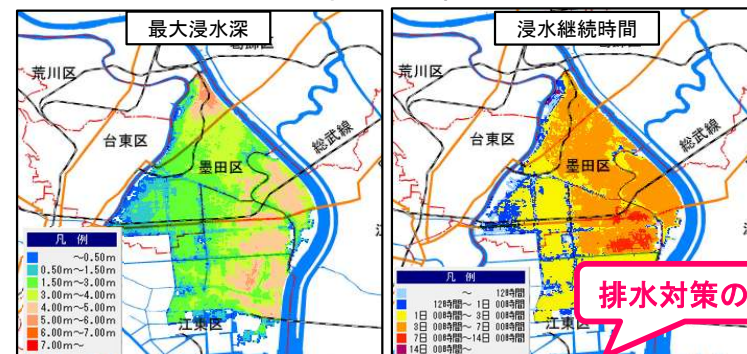 最大浸水深
荒川区
台東区
墨田区
総武線
江東区
凡例
～0.50m
0.50m～1.50m
1.50m～3.00m
3.00m～4.00m
4.00m～5.00m
5.00m～6.00m
6.00m～7.00m
7.00m～
浸水継続時間
荒川区
台東区
墨田区
総武線
江東区
凡例
～ 12時間
12時間～ 1日 00時間
1日 00時間～ 3日 00時間
3日 00時間～ 7日 00時間
7日 00時間～14日 00時間
14日 00時間～
排水対策の